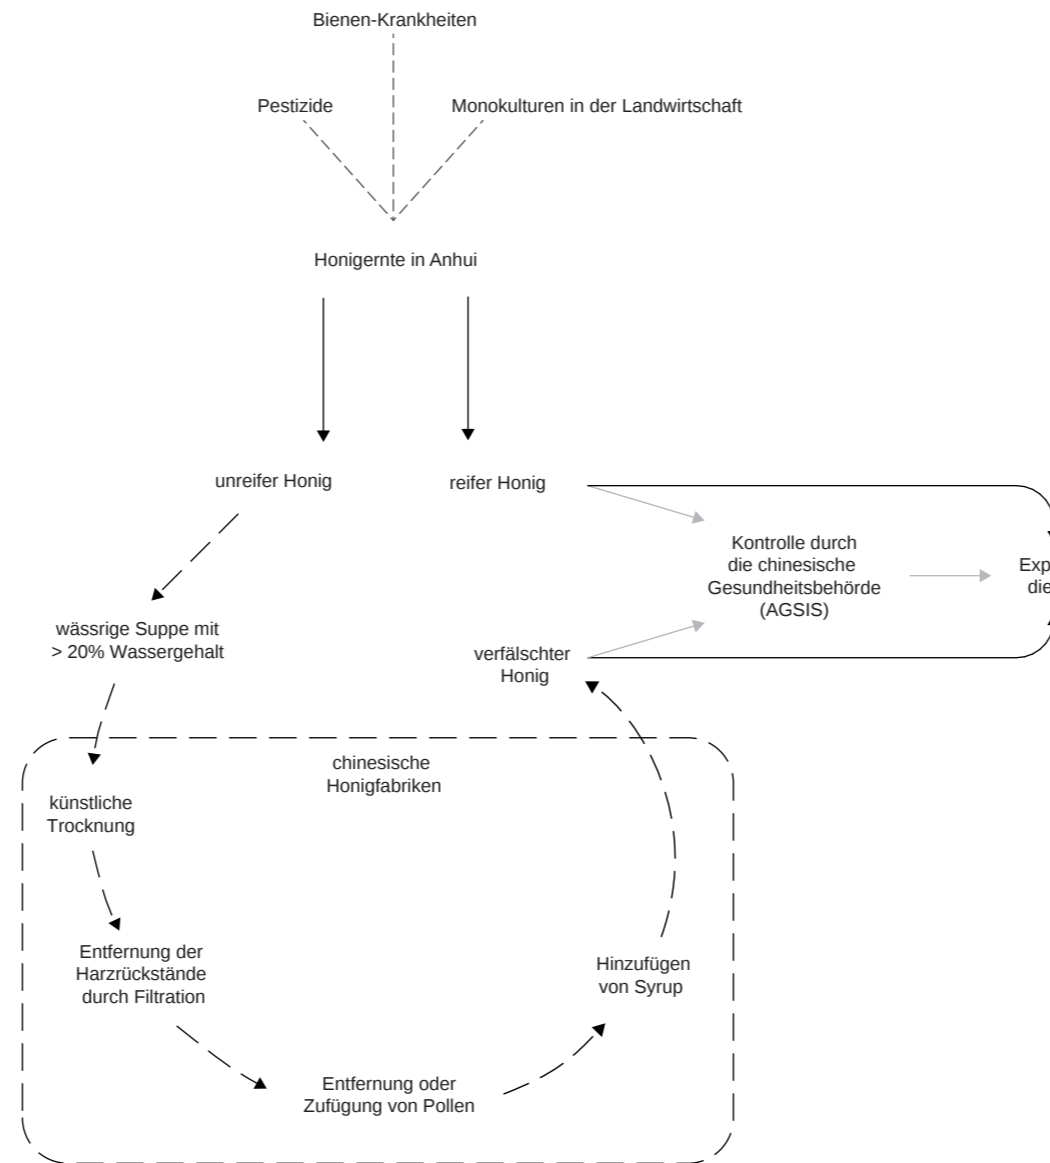 Bienen-Krankheiten
Pestizide
Monokulturen in der Landwirtschaft
Honigernte in Anhui
unreifer Honig
reifer Honig
Kontrolle durch
die chinesische
Gesundheitsbehörde
(AGSIS)
Exp
die
wässrige Suppe mit
> 20% Wassergehalt
verfälschter
Honig
chinesische
Honigfabriken
künstliche
Trocknung
Entfernung der
Harzrückstände
durch Filtration
Hinzufügen
von Syrup
Entfernung oder
Zufügung von Pollen